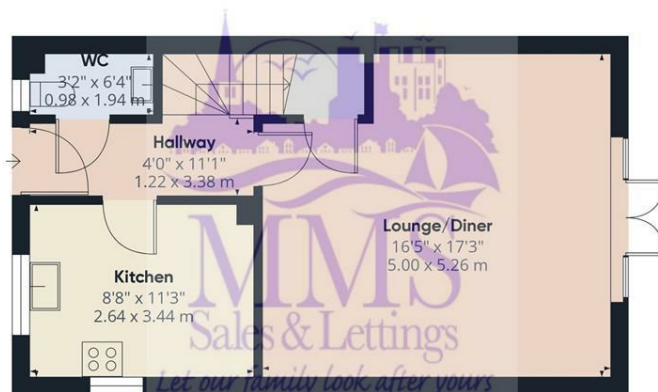 WC
3'2" x 6'4"
0.98 x 1.94 m
Hallway
4'0" x 11'1"
1.22 x 3.38 m
Lounge/Diner
16'5" x 17'3"
5.00 x 5.26 m
Kitchen
8'8" x 11'3"
2.64 x 3.44 m
MMS
Sales & Lettings
Let our family look after yours